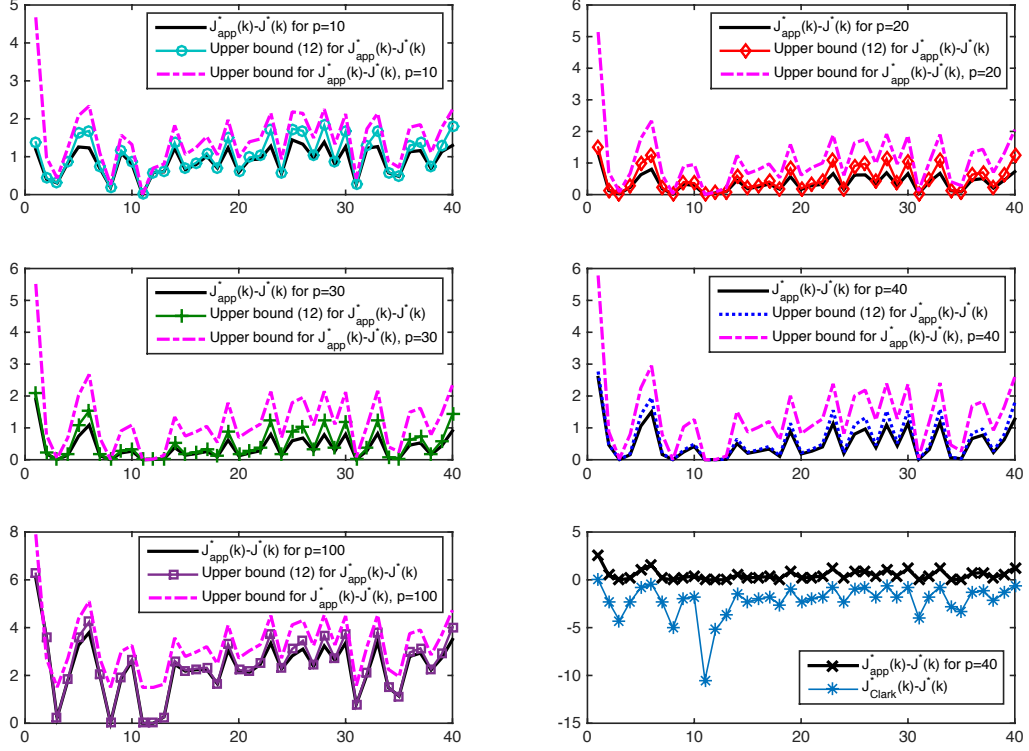 5
4
3
2
1
0
0 10 20 30 40
J*app(k)-J*(k) for p=10
Upper bound (12) for J*app(k)-J*(k)
Upper bound for J*app(k)-J*(k), p=10
6
5
4
3
2
1
0
0 10 20 30 40
J*app(k)-J*(k) for p=20
Upper bound (12) for J*app(k)-J*(k)
Upper bound for J*app(k)-J*(k), p=20
6
5
4
3
2
1
0
0 10 20 30 40
J*app(k)-J*(k) for p=30
Upper bound (12) for J*app(k)-J*(k)
Upper bound for J*app(k)-J*(k), p=30
6
5
4
3
2
1
0
0 10 20 30 40
J*app(k)-J*(k) for p=40
Upper bound (12) for J*app(k)-J*(k)
Upper bound for J*app(k)-J*(k), p=40
8
6
4
2
0
0 10 20 30 40
J*app(k)-J*(k) for p=100
Upper bound (12) for J*app(k)-J*(k)
Upper bound for J*app(k)-J*(k), p=100
5
0
-5
-10
-15
0 10 20 30 40
J*app(k)-J*(k) for p=40
J*Clark(k)-J*(k)